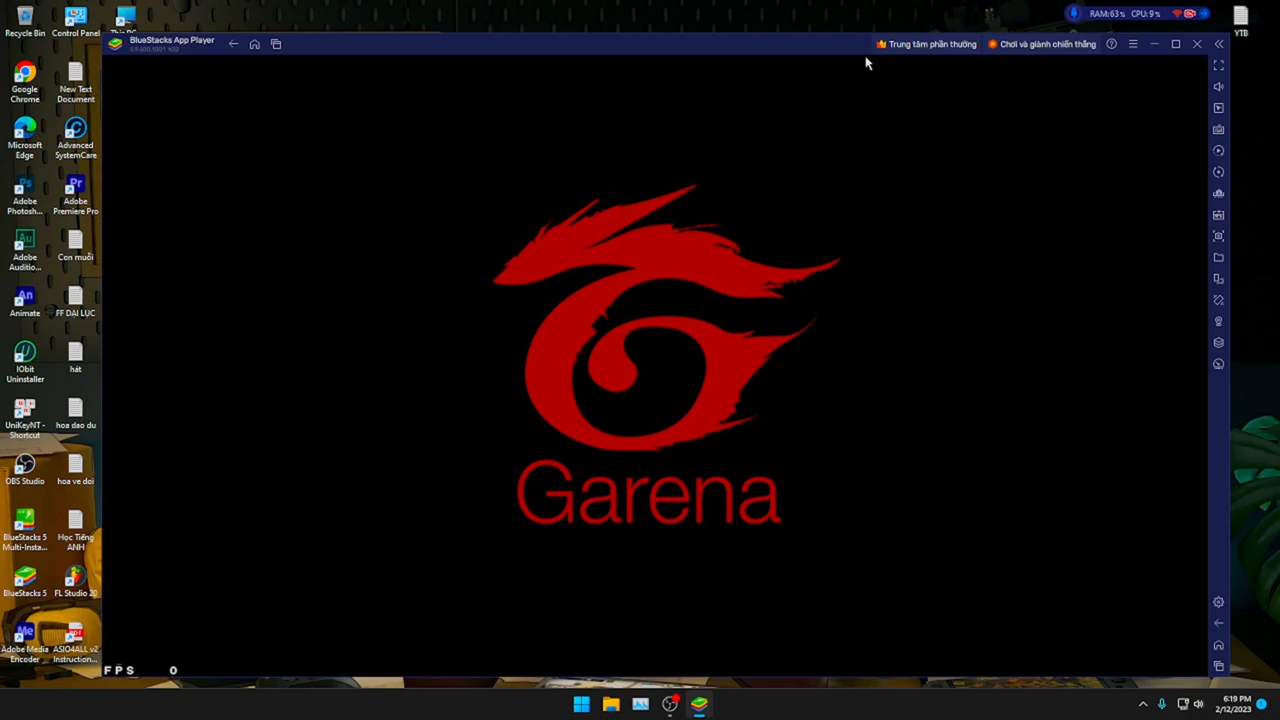 Recycle Bin
Control Panel
RAM:63% CPU:9%
YTB
BlueStacks App Player
Trung tâm phần thưởng
Chơi và giành chiến thắng
Google
Chrome
New Text
Document
Microsoft
Edge
Advanced
SystemCare
Adobe
Photosh...
Adobe
Premiere Pro
Adobe
Auditio...
Con muỗi
Animate
FF ĐẠI LỤC
IObit
Uninstaller
hát
UniKeyNT -
Shortcut
hoa dao du
OBS Studio
hoa ve doi
BlueStacks 5
Multi-Insta...
Học Tiếng
ANH
BlueStacks 5
FL Studio 20
Adobe Media
Encoder
ASIO4ALL v2
Instruction...
Garena
FPS 0
6:19 PM
2/12/2023